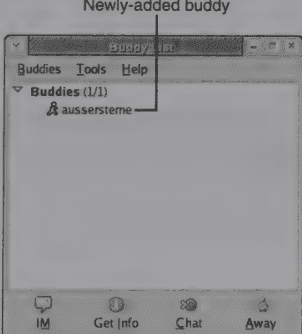 Newly-added buddy
Buddy List
Buddies Tools Help
Buddies (1/1)
aussersterne
IM Get Info Chat Away